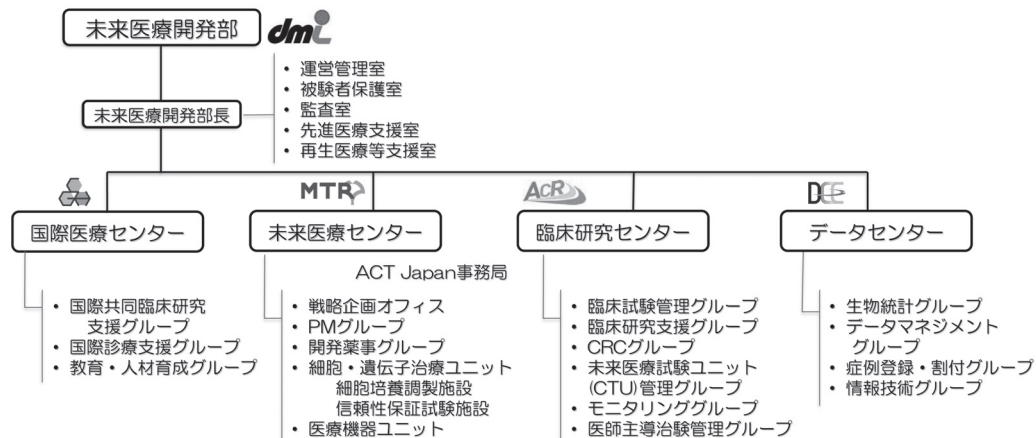 未来医療開発部
dmi
・ 運営管理室
・ 被験者保護室
未来医療開発部長
・ 監査室
・ 先進医療支援室
・ 再生医療等支援室
MTR
ACR
DCC
国際医療センター
未来医療センター
臨床研究センター
データセンター
ACT Japan事務局
・ 国際共同臨床研究
支援グループ
・ 国際診療支援グループ
・ 教育・人材育成グループ
・ 戦略企画オフィス
・ PMグループ
・ 開発薬事グループ
・ 細胞・遺伝子治療ユニット
細胞培養調製施設
信頼性保証試験施設
・ 医療機器ユニット
・ 臨床試験管理グループ
・ 臨床研究支援グループ
・ CRCグループ
・ 未来医療試験ユニット
(CTU)管理グループ
・ モニタリンググループ
・ 医師主導治験管理グループ
・ 生物統計グループ
・ データマネジメント
グループ
・ 症例登録・割付グループ
・ 情報技術グループ